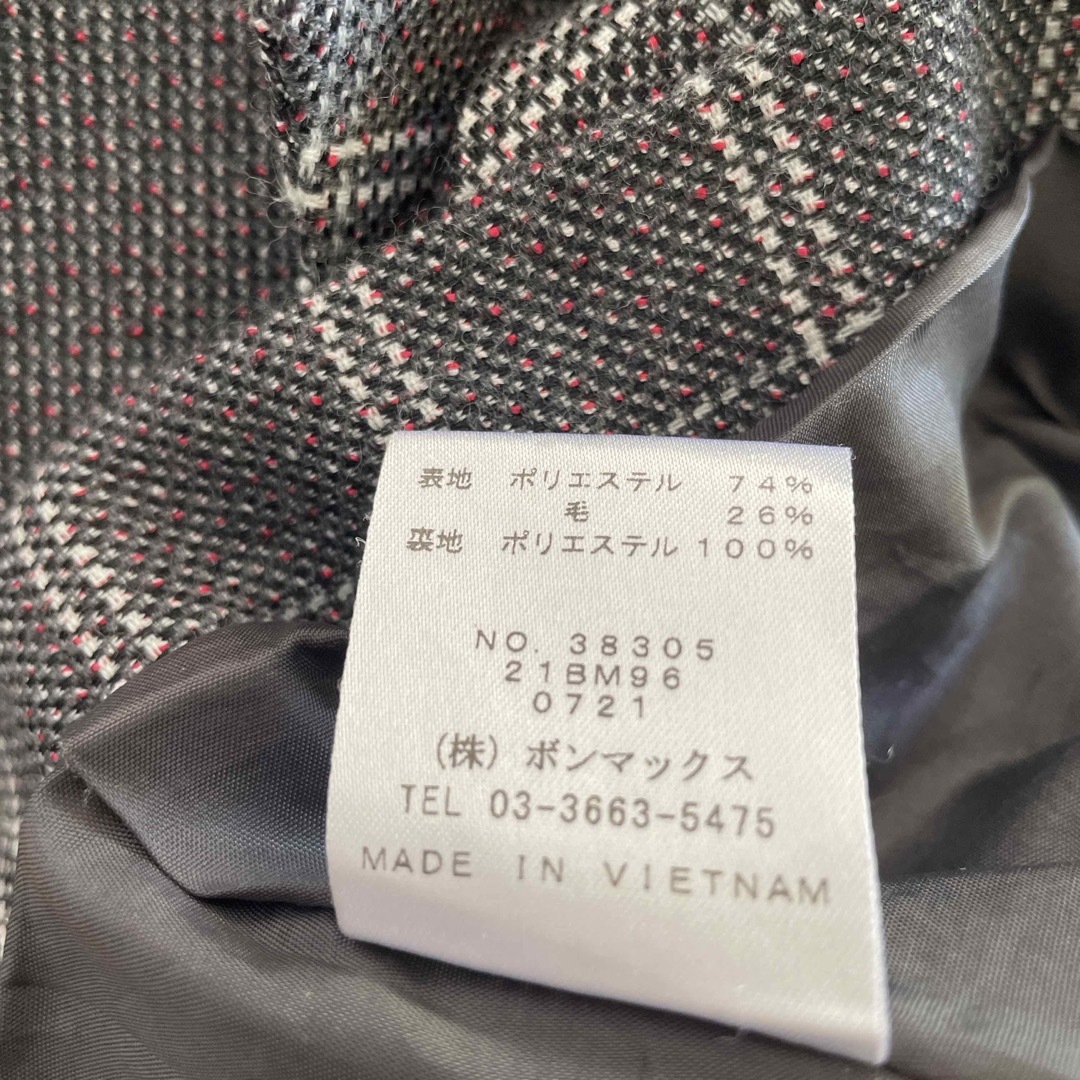 表地 ポリエステル 74%
毛 26%
裏地 ポリエステル 100%
NO. 38305
21BM96
0721
(株) ボンマックス
TEL 03-3663-5475
MADE IN VIETNAM